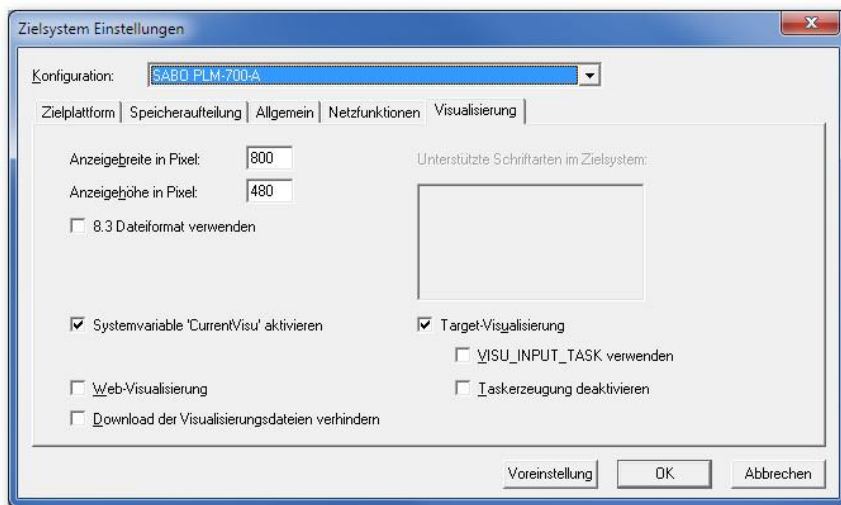 Zielsystem Einstellungen
Konfiguration: SABO PLM-700-A
Zielplattform Speicheraufteilung Allgemein Netzfunktionen Visualisierung
Anzeigebreite in Pixel: 800 Unterstützte Schriftarten im Zielsystem:
Anzeigehöhe in Pixel: 480
8.3 Dateiformat verwenden
Systemvariable 'CurrentVisu' aktivieren Target-Visualisierung
VISU_INPUT_TASK verwenden
Web-Visualisierung Taskerzeugung deaktivieren
Download der Visualisierungsdateien verhindern
Voreinstellung OK Abbrechen